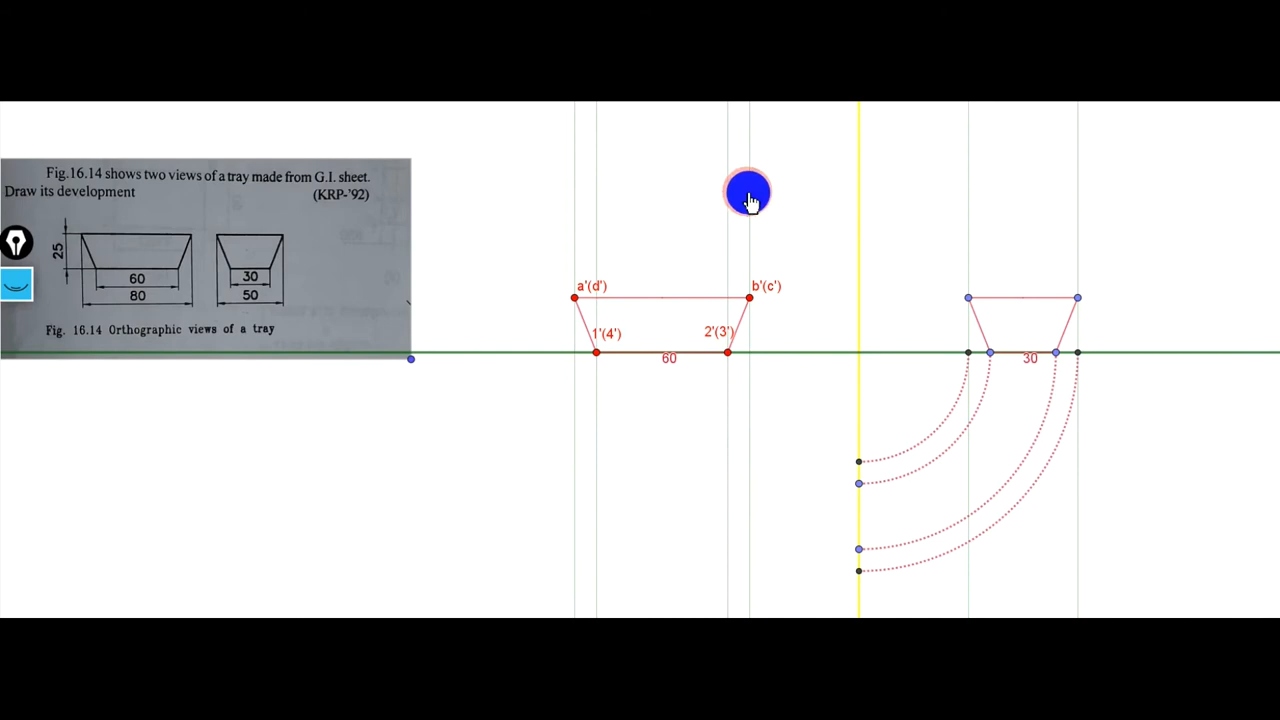 Fig.16.14 shows two views of a tray made from G.I. sheet.
Draw its development (KRP-'92)
25
60
80
30
50
Fig. 16.14 Orthographic views of a tray
a'(d')
b'(c')
1'(4')
2'(3')
60
30